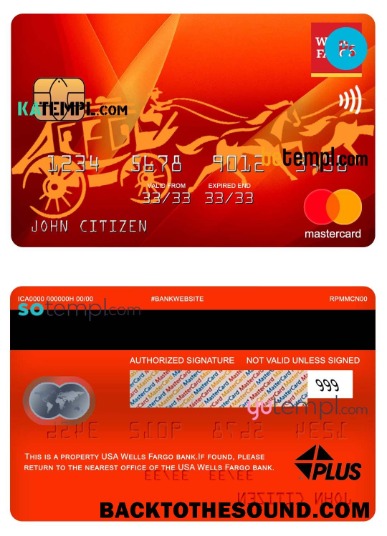 WELLS
FARGO
KATEMPL.COM
1234 5678 9012 3456
templ.com
VALID FROM EXPIRED END
33/33 33/33
JOHN CITIZEN
mastercard
ICA0000 000000H 00/00 #BANKWEBSITE RPMMCN00
sotempl.com
AUTHORIZED SIGNATURE NOT VALID UNLESS SIGNED
MasterCard MasterCard MasterCard
999
gotempl.com
THIS IS A PROPERTY USA WELLS FARGO BANK.IF FOUND, PLEASE
RETURN TO THE NEAREST OFFICE OF THE USA WELLS FARGO BANK.
PLUS
BACKTOTHESOUND.COM